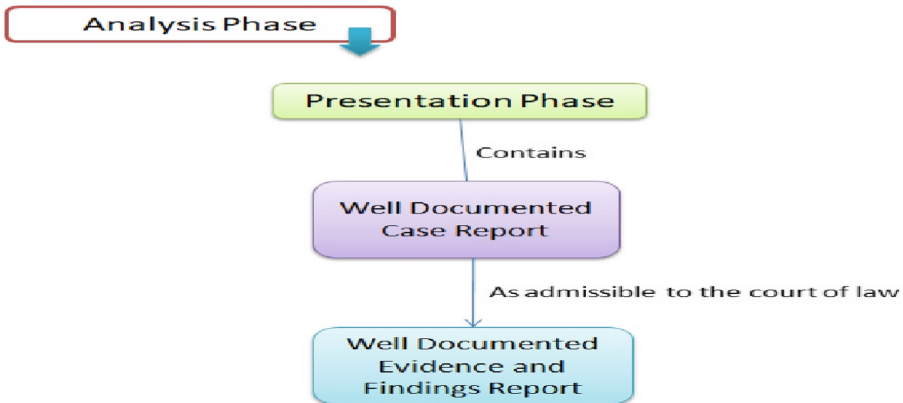 Analysis Phase
Presentation Phase
Contains
Well Documented
Case Report
As admissible to the court of law
Well Documented
Evidence and
Findings Report